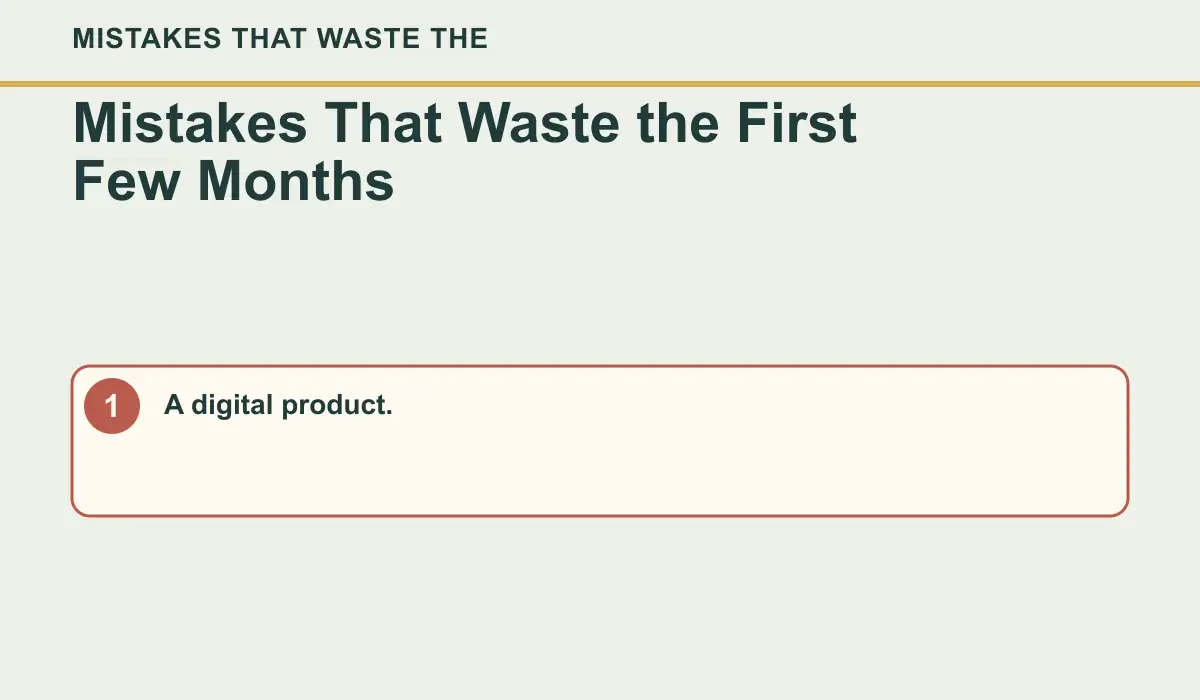 MISTAKES THAT WASTE THE
Mistakes That Waste the First
Few Months
1 A digital product.